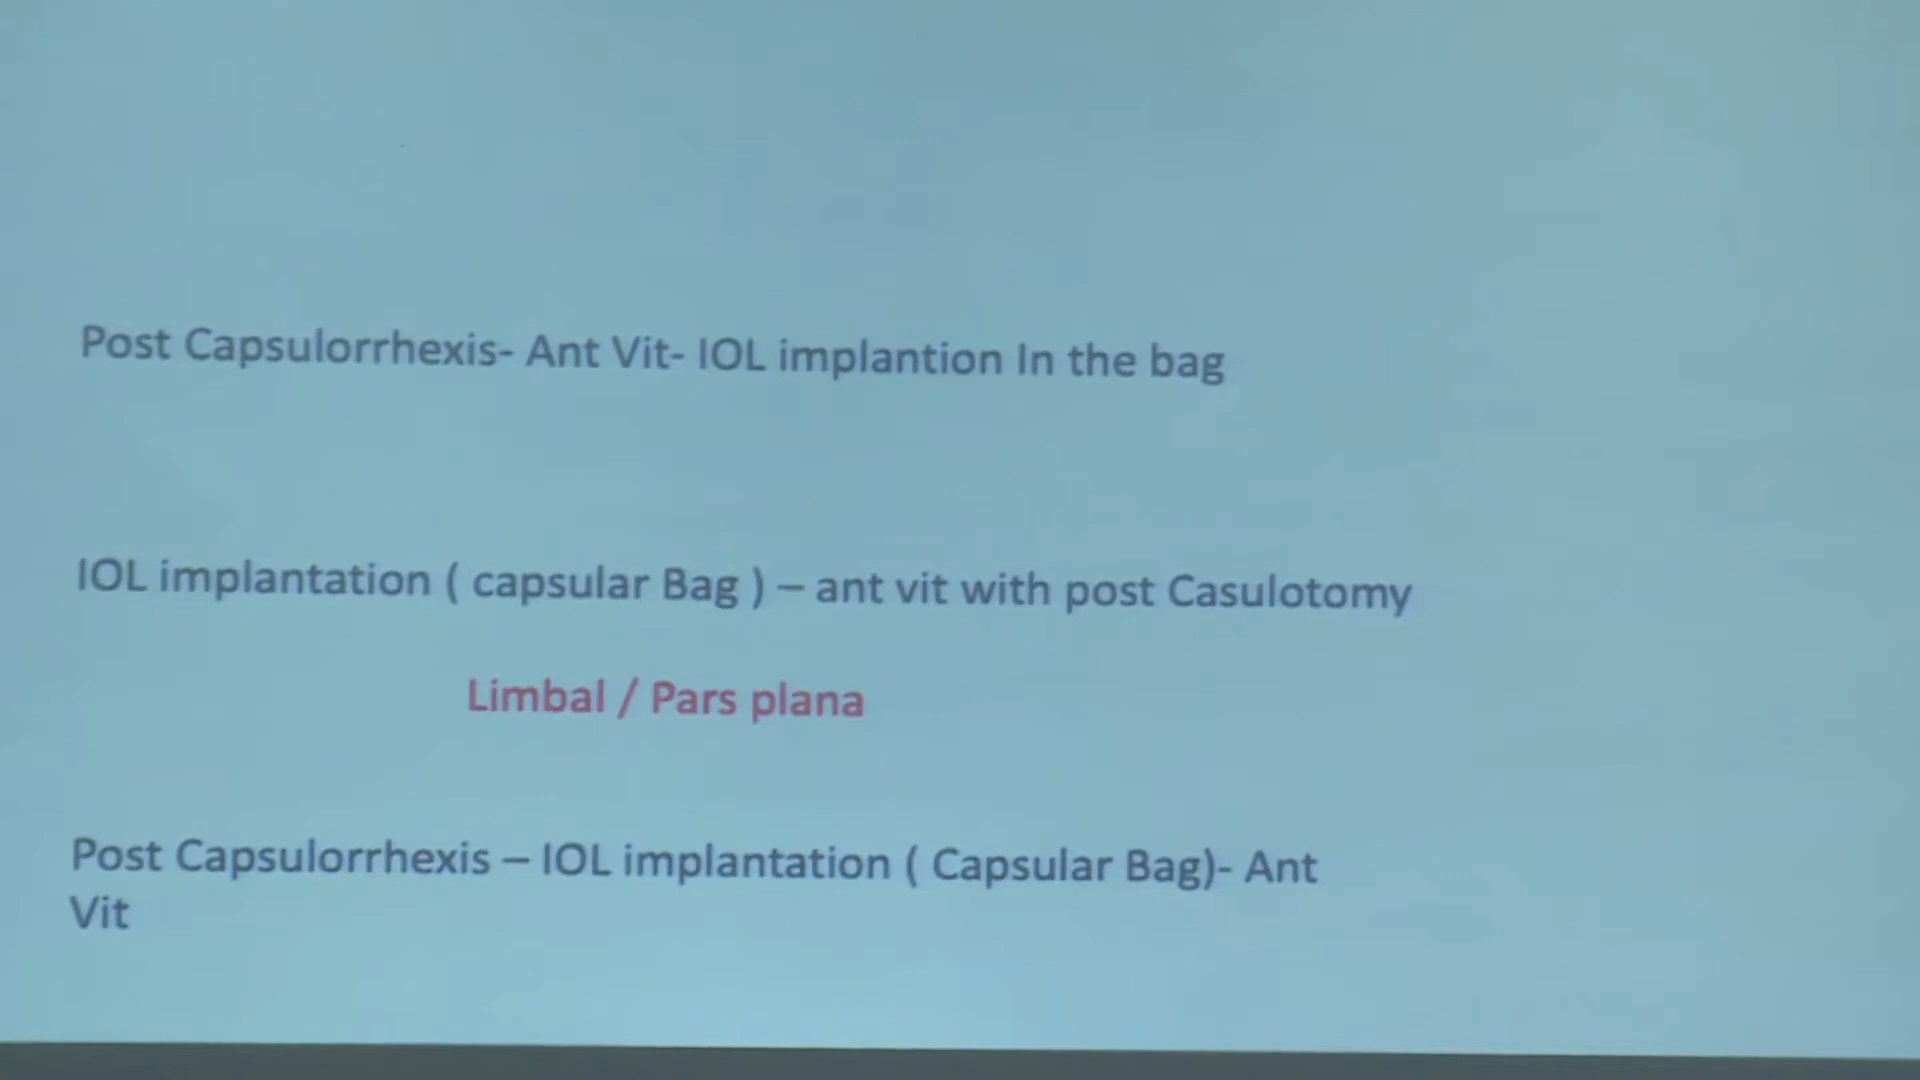 Post Capsulorrhexis- Ant Vit- IOL implantion In the bag
IOL implantation ( capsular Bag ) – ant vit with post Casulotomy
Limbal / Pars plana
Post Capsulorrhexis – IOL implantation ( Capsular Bag)- Ant
Vit